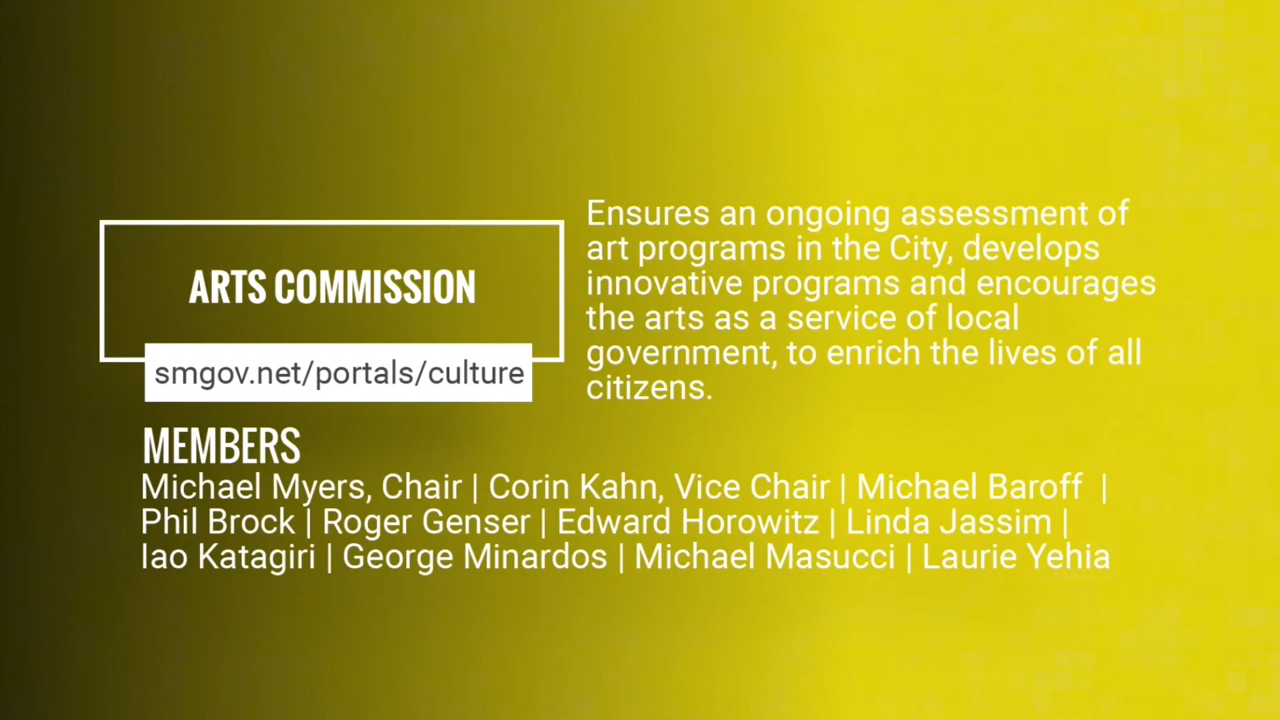 ARTS COMMISSION
smgov.net/portals/culture
Ensures an ongoing assessment of
art programs in the City, develops
innovative programs and encourages
the arts as a service of local
government, to enrich the lives of all
citizens.
MEMBERS
Michael Myers, Chair | Corin Kahn, Vice Chair | Michael Baroff |
Phil Brock | Roger Genser | Edward Horowitz | Linda Jassim |
Iao Katagiri | George Minardos | Michael Masucci | Laurie Yehia